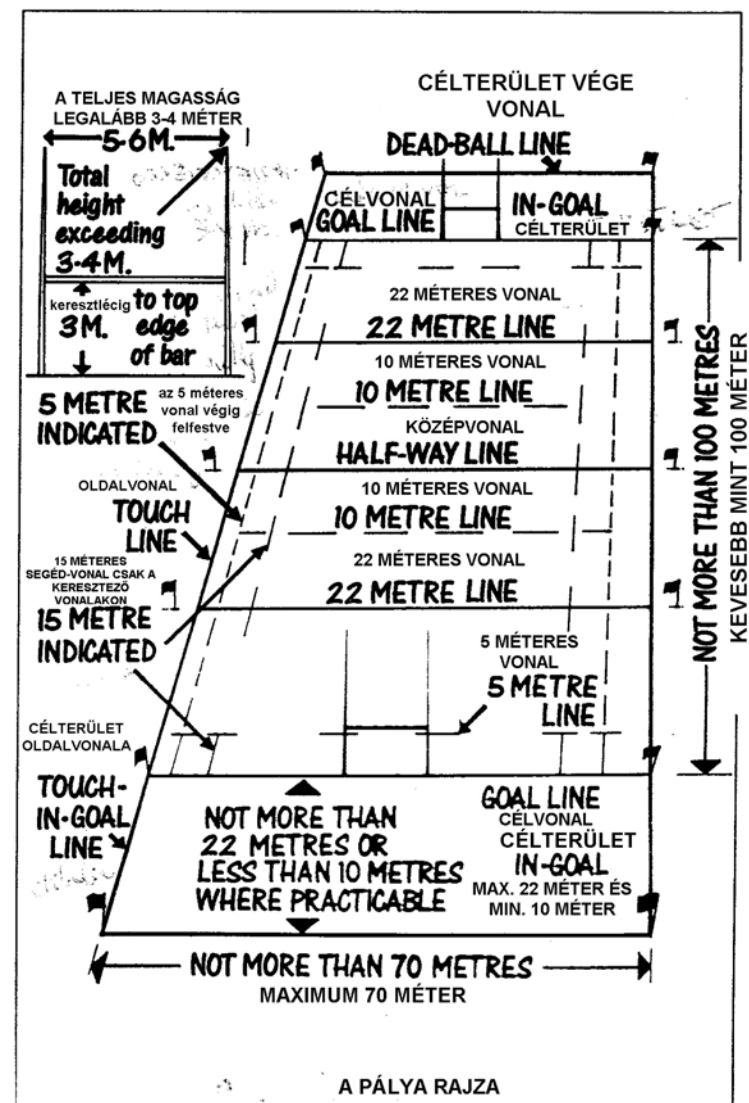 A TELJES MAGASSÁG
LEGALÁBB 3-4 MÉTER
5-6M.
Total
height
exceeding
3-4M.
keresztlécig
3M.
to top
edge
of bar
CÉLTERÜLET VÉGE
VONAL
DEAD-BALL LINE
CÉLVONAL
GOAL LINE
IN-GOAL
CÉLTERÜLET
22 MÉTERES VONAL
22 METRE LINE
10 MÉTERES VONAL
10 METRE LINE
5 METRE
INDICATED
az 5 méteres
vonal végig
felfestve
KÖZÉPVONAL
HALF-WAY LINE
OLDALVONAL
TOUCH
LINE
10 MÉTERES VONAL
10 METRE LINE
15 MÉTERES
SEGÉD-VONAL CSAK A
KERESZTEZŐ
VONALAKON
15 METRE
INDICATED
22 MÉTERES VONAL
22 METRE LINE
5 MÉTERES
VONAL
5 METRE
LINE
NOT MORE THAN 100 METRES
KEVESEBB MINT 100 MÉTER
CÉLTERÜLET
OLDALVONALA
TOUCH-
IN-GOAL
LINE
NOT MORE THAN
22 METRES OR
LESS THAN 10 METRES
WHERE PRACTICABLE
GOAL LINE
CÉLVONAL
CÉLTERÜLET
IN-GOAL
MAX. 22 MÉTER ÉS
MIN. 10 MÉTER
NOT MORE THAN 70 METRES
MAXIMUM 70 MÉTER
A PÁLYA RAJZA